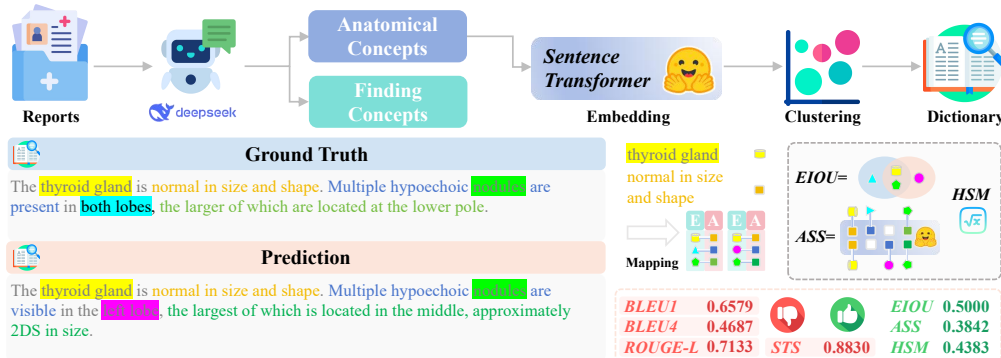 Anatomical
Concepts
Finding
Concepts
Sentence
Transformer
deepseek
Reports
Embedding
Clustering
Dictionary
Ground Truth
The thyroid gland is normal in size and shape. Multiple hypoechoic nodules are
present in both lobes, the larger of which are located at the lower pole.
Prediction
The thyroid gland is normal in size and shape. Multiple hypoechoic nodules are
visible in the left lobe, the largest of which is located in the middle, approximately
2DS in size.
thyroid gland
normal in size
and shape
E A E A
Mapping
EIOU=
HSM
√x
ASS=
BLEU1 0.6579
BLEU4 0.4687
ROUGE-L 0.7133
STS 0.8830
EIOU 0.5000
ASS 0.3842
HSM 0.4383